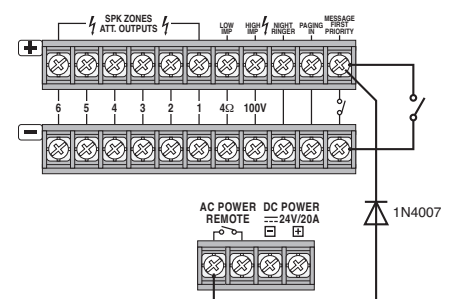 SPK ZONES
ATT. OUTPUTS
LOW IMP
HIGH IMP
NIGHT RINGER
PAGING IN
MESSAGE FIRST PRIORITY
+
6 5 4 3 2 1 4Ω 100V
−
AC POWER REMOTE
DC POWER
24V/20A
− +
1N4007